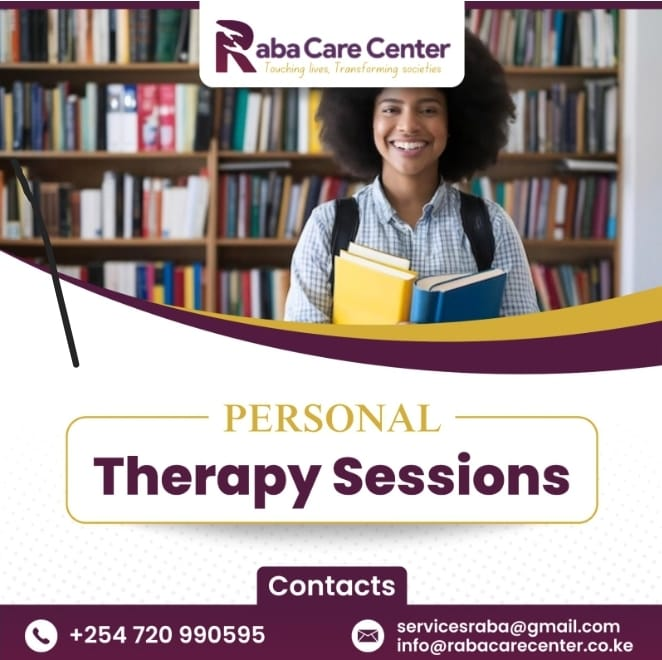 Raba Care Center
Touching lives, Transforming societies
PERSONAL
Therapy Sessions
Contacts
+254 720 990595
servicesraba@gmail.com
info@rabacarecenter.co.ke